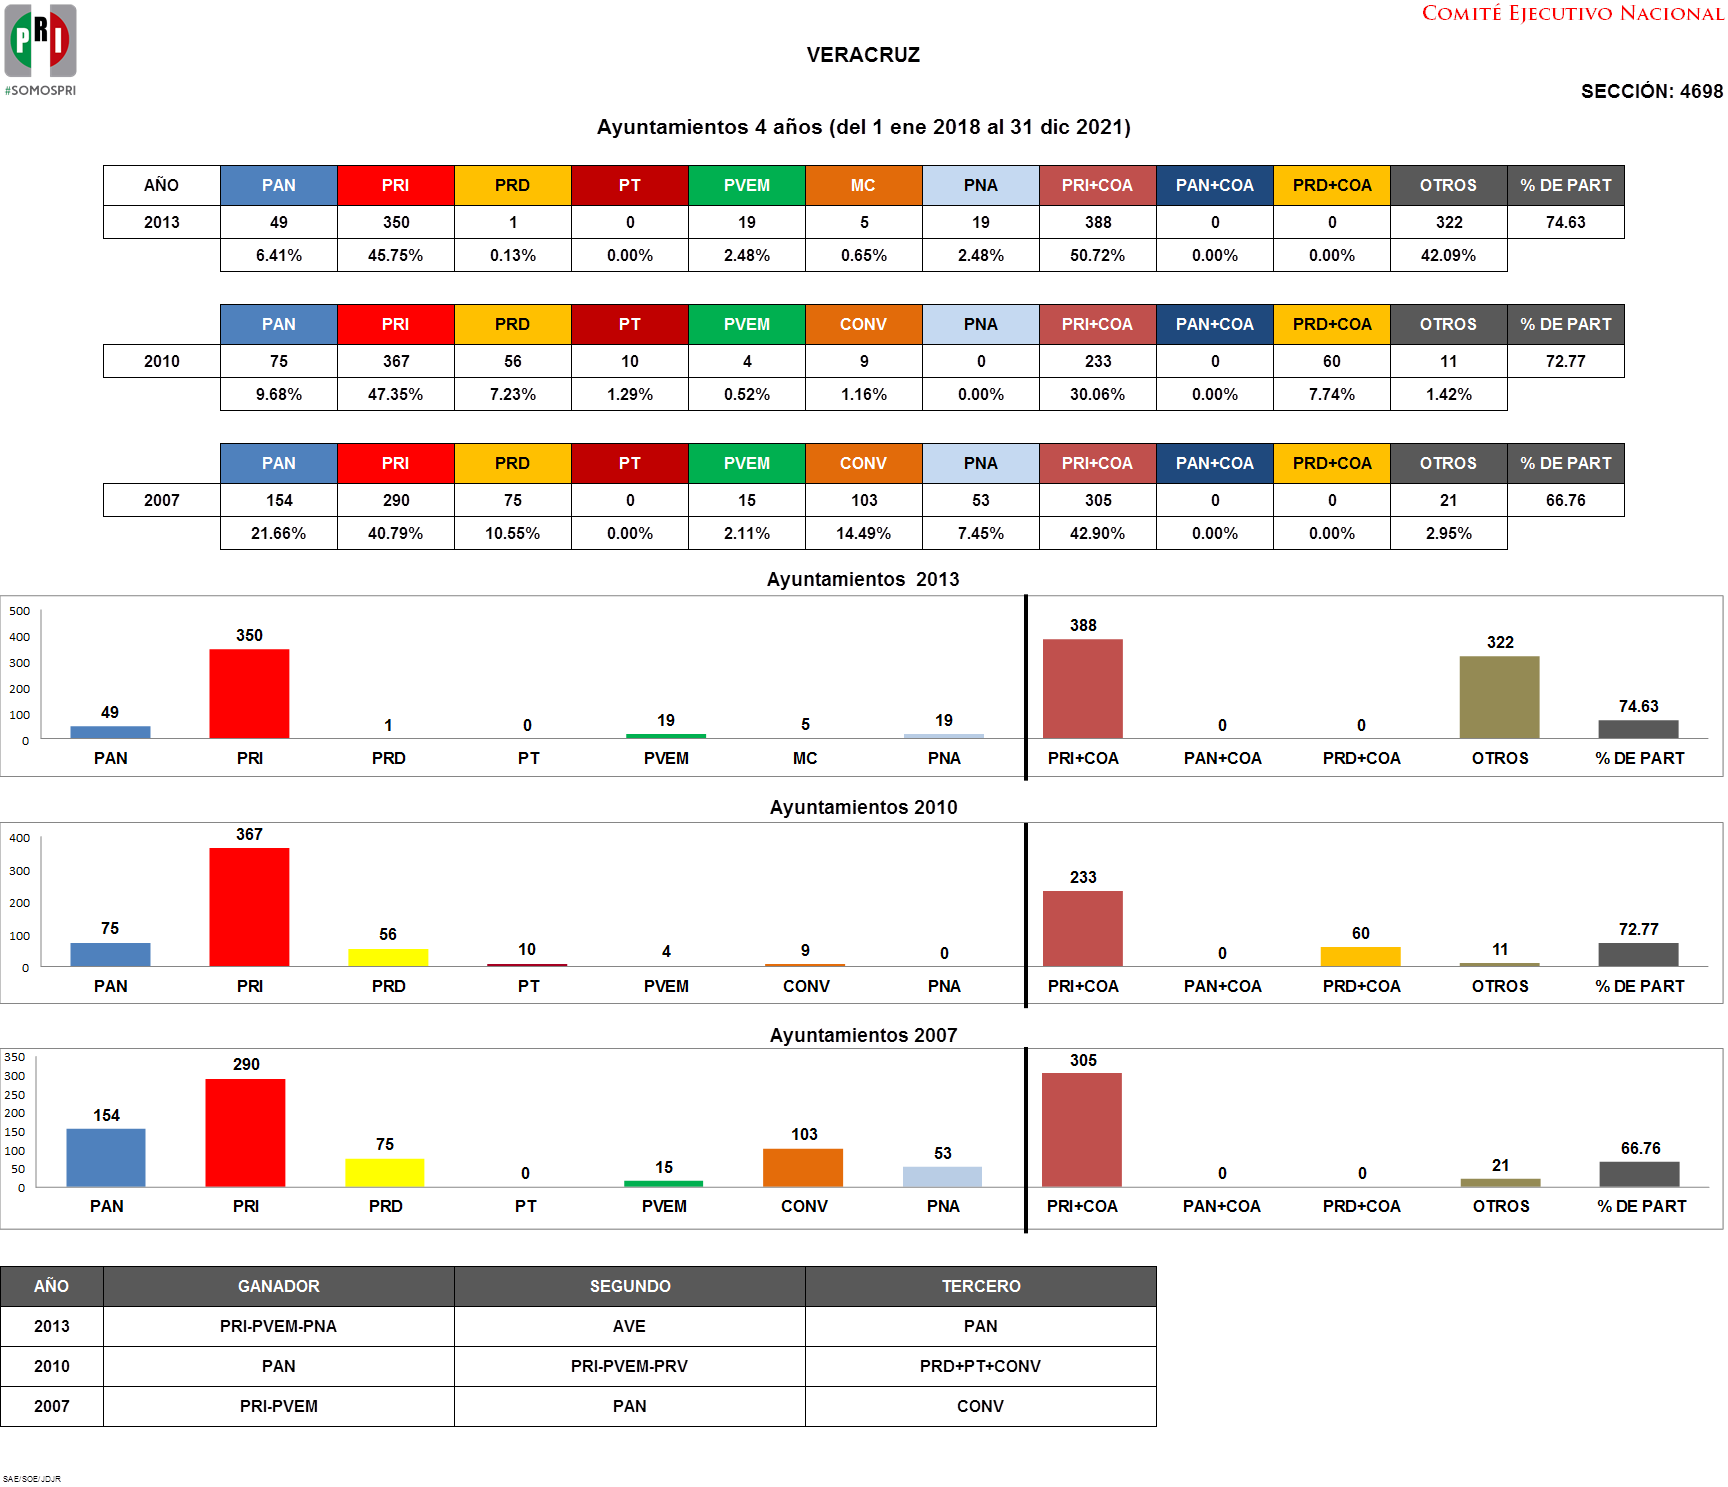 PRI
#SOMOSPRI
COMITÉ EJECUTIVO NACIONAL
VERACRUZ
SECCIÓN: 4698
Ayuntamientos 4 años (del 1 ene 2018 al 31 dic 2021)
AÑO PAN PRI PRD PT PVEM MC PNA PRI+COA PAN+COA PRD+COA OTROS % DE PART
2013 49 350 1 0 19 5 19 388 0 0 322 74.63
6.41% 45.75% 0.13% 0.00% 2.48% 0.65% 2.48% 50.72% 0.00% 0.00% 42.09%
PAN PRI PRD PT PVEM CONV PNA PRI+COA PAN+COA PRD+COA OTROS % DE PART
2010 75 367 56 10 4 9 0 233 0 60 11 72.77
9.68% 47.35% 7.23% 1.29% 0.52% 1.16% 0.00% 30.06% 0.00% 7.74% 1.42%
PAN PRI PRD PT PVEM CONV PNA PRI+COA PAN+COA PRD+COA OTROS % DE PART
2007 154 290 75 0 15 103 53 305 0 0 21 66.76
21.66% 40.79% 10.55% 0.00% 2.11% 14.49% 7.45% 42.90% 0.00% 0.00% 2.95%
Ayuntamientos 2013
500
400
300
200
100
0
49 350 1 0 19 5 19 388 0 0 322 74.63
PAN PRI PRD PT PVEM MC PNA PRI+COA PAN+COA PRD+COA OTROS % DE PART
Ayuntamientos 2010
400
300
200
100
0
75 367 56 10 4 9 0 233 0 60 11 72.77
PAN PRI PRD PT PVEM CONV PNA PRI+COA PAN+COA PRD+COA OTROS % DE PART
Ayuntamientos 2007
350
300
250
200
150
100
50
0
154 290 75 0 15 103 53 305 0 0 21 66.76
PAN PRI PRD PT PVEM CONV PNA PRI+COA PAN+COA PRD+COA OTROS % DE PART
AÑO GANADOR SEGUNDO TERCERO
2013 PRI-PVEM-PNA AVE PAN
2010 PAN PRI-PVEM-PRV PRD+PT+CONV
2007 PRI-PVEM PAN CONV
SAE/SOE/JDJR